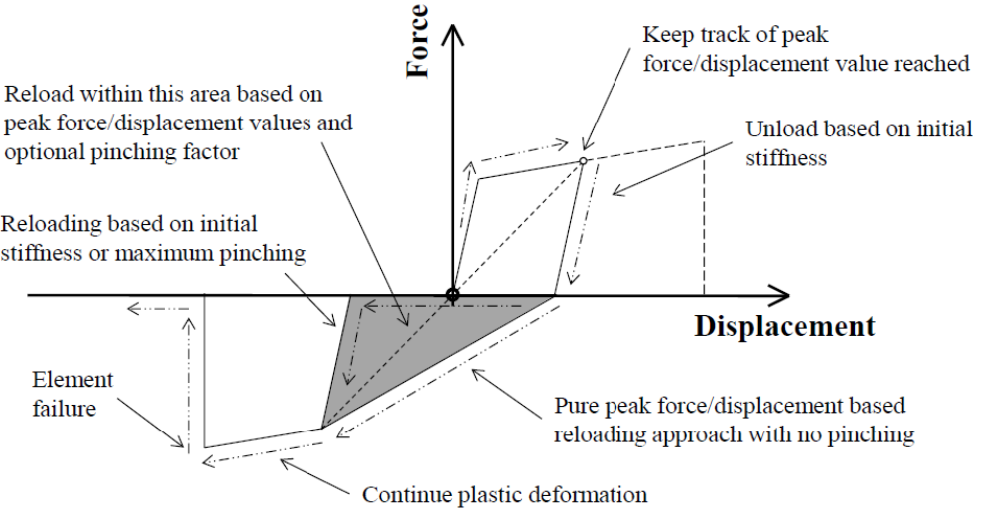 Force
Keep track of peak
force/displacement value reached
Reload within this area based on
peak force/displacement values and
optional pinching factor
Unload based on initial
stiffness
Reloading based on initial
stiffness or maximum pinching
Displacement
Element
failure
Pure peak force/displacement based
reloading approach with no pinching
Continue plastic deformation